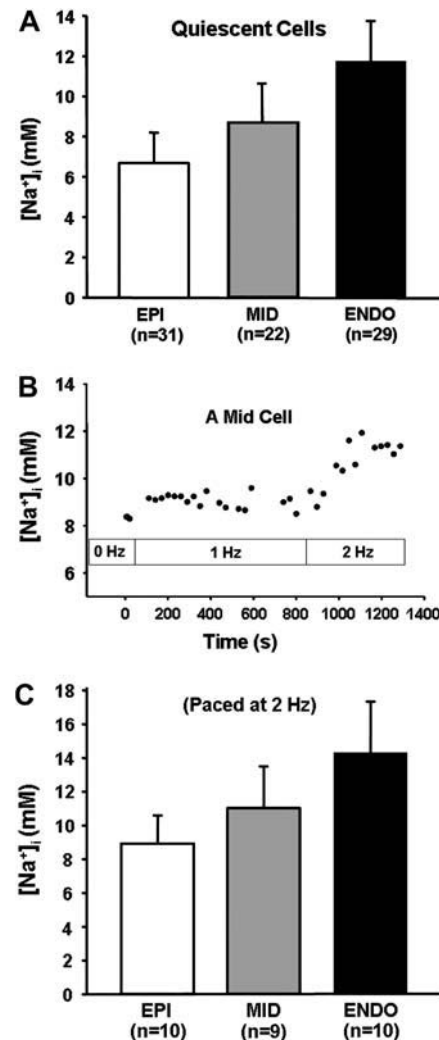 A
Quiescent Cells
14
12
10
8
6
4
2
0
[Na+]i (mM)
EPI MID ENDO
(n=31) (n=22) (n=29)
B
A Mid Cell
14
12
10
8
6
[Na+]i (mM)
0 Hz 1 Hz 2 Hz
0 200 400 600 800 1000 1200 1400
Time (s)
C
(Paced at 2 Hz)
18
16
14
12
10
8
6
4
2
0
[Na+]i (mM)
EPI MID ENDO
(n=10) (n=9) (n=10)